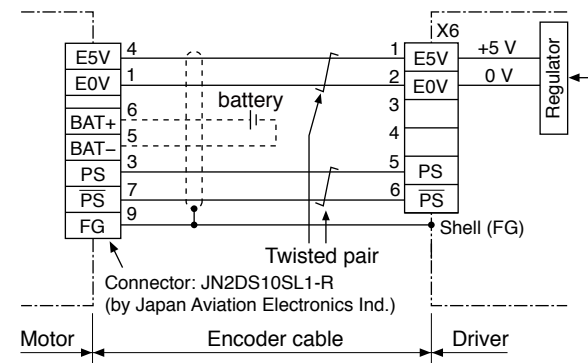 X6
E5V 4 1 E5V +5 V
E0V 1 2 E0V 0 V
Regulator
battery
3
BAT+ 6
4
BAT− 5
PS 3 5 PS
PS 7 6 PS
FG 9
Shell (FG)
Twisted pair
Connector: JN2DS10SL1-R
(by Japan Aviation Electronics Ind.)
Motor Encoder cable Driver